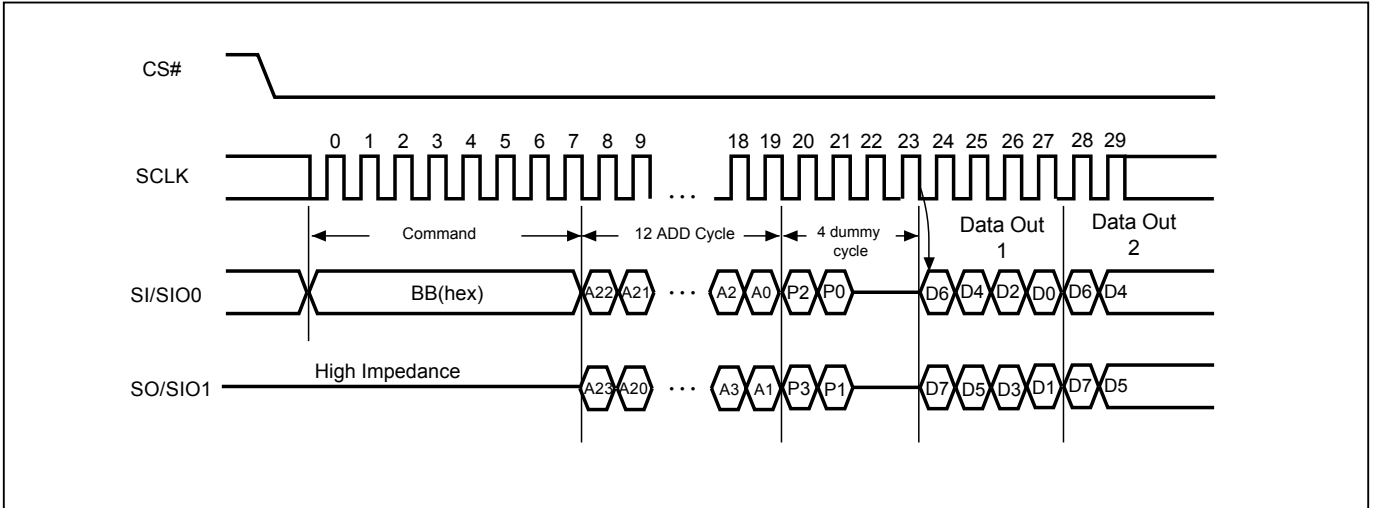 CS#
0 1 2 3 4 5 6 7 8 9 18 19 20 21 22 23 24 25 26 27 28 29
SCLK
...
Command
12 ADD Cycle
4 dummy
cycle
Data Out
1
Data Out
2
SI/SIO0
BB(hex)
A22 A21 ... A2 A0 P2 P0 D6 D4 D2 D0 D6 D4
High Impedance
SO/SIO1
A23 A20 ... A3 A1 P3 P1 D7 D5 D3 D1 D7 D5